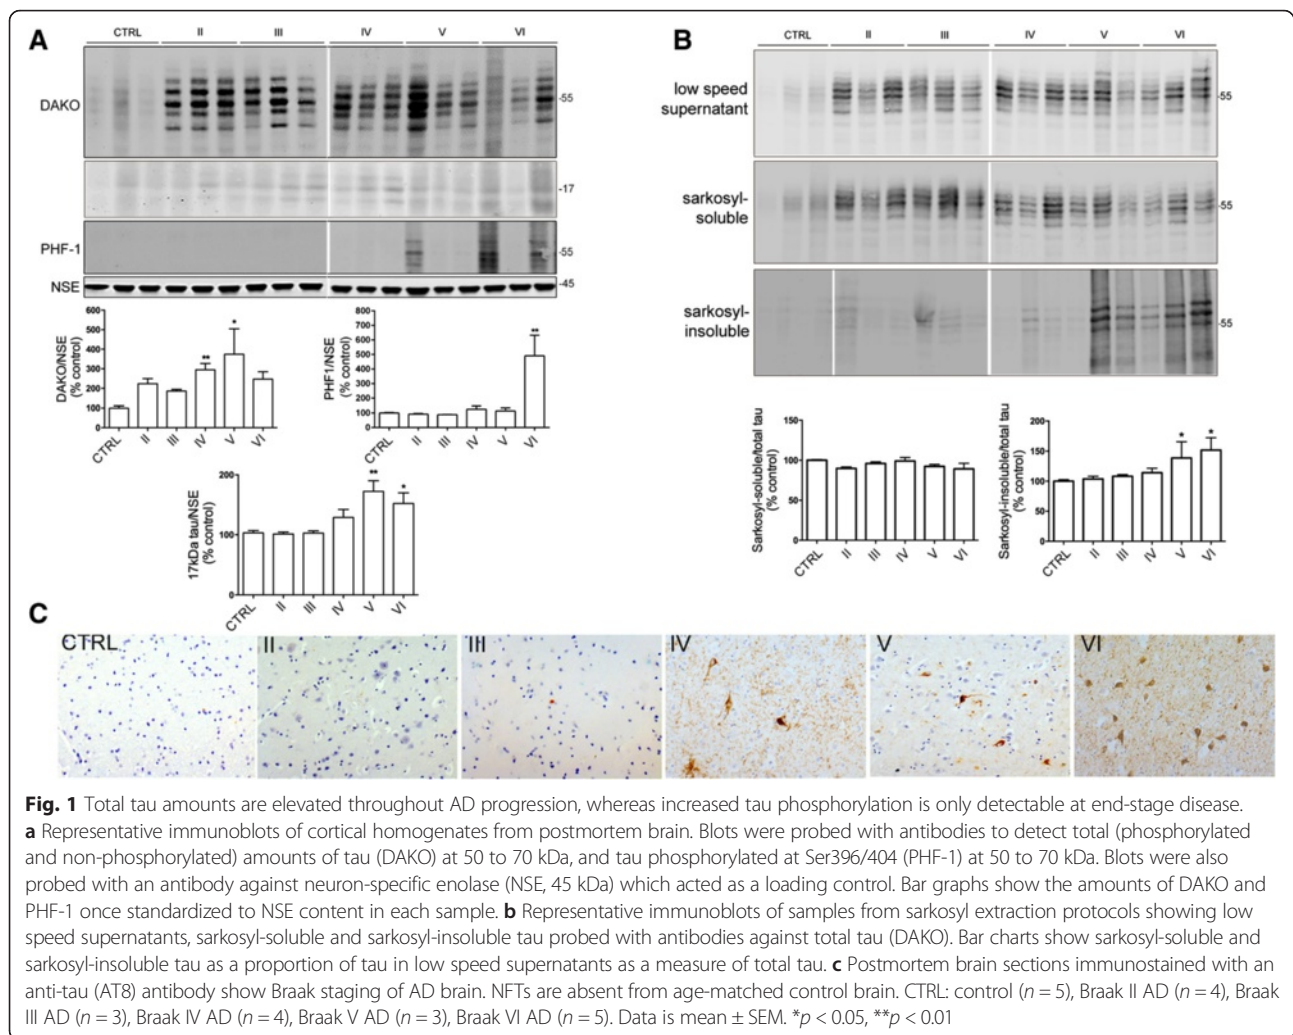 A
CTRL II III IV V VI
DAKO
-55
-17
PHF-1
-55
NSE
-45
600
500
400
300
200
100
0
DAKO/NSE
(% control)
*
**
CTRL II III IV V VI
800
700
600
500
400
300
200
100
0
PHF1/NSE
(% control)
**
CTRL II III IV V VI
200
100
0
17kDa tau/NSE
(% control)
**
*
CTRL II III IV V VI
B
CTRL II III IV V VI
low speed
supernatant
-55
sarkosyl-
soluble
-55
sarkosyl-
insoluble
-55
150
100
50
0
Sarkosyl-soluble/total tau
(% control)
CTRL II III IV V VI
200
150
100
50
0
Sarkosyl-insoluble/total tau
(% control)
* *
CTRL II III IV V VI
C
CTRL II III IV V VI
Fig. 1 Total tau amounts are elevated throughout AD progression, whereas increased tau phosphorylation is only detectable at end-stage disease.
a Representative immunoblots of cortical homogenates from postmortem brain. Blots were probed with antibodies to detect total (phosphorylated
and non-phosphorylated) amounts of tau (DAKO) at 50 to 70 kDa, and tau phosphorylated at Ser396/404 (PHF-1) at 50 to 70 kDa. Blots were also
probed with an antibody against neuron-specific enolase (NSE, 45 kDa) which acted as a loading control. Bar graphs show the amounts of DAKO and
PHF-1 once standardized to NSE content in each sample. b Representative immunoblots of samples from sarkosyl extraction protocols showing low
speed supernatants, sarkosyl-soluble and sarkosyl-insoluble tau probed with antibodies against total tau (DAKO). Bar charts show sarkosyl-soluble and
sarkosyl-insoluble tau as a proportion of tau in low speed supernatants as a measure of total tau. c Postmortem brain sections immunostained with an
anti-tau (AT8) antibody show Braak staging of AD brain. NFTs are absent from age-matched control brain. CTRL: control (n = 5), Braak II AD (n = 4), Braak
III AD (n = 3), Braak IV AD (n = 4), Braak V AD (n = 3), Braak VI AD (n = 5). Data is mean ± SEM. *p < 0.05, **p < 0.01